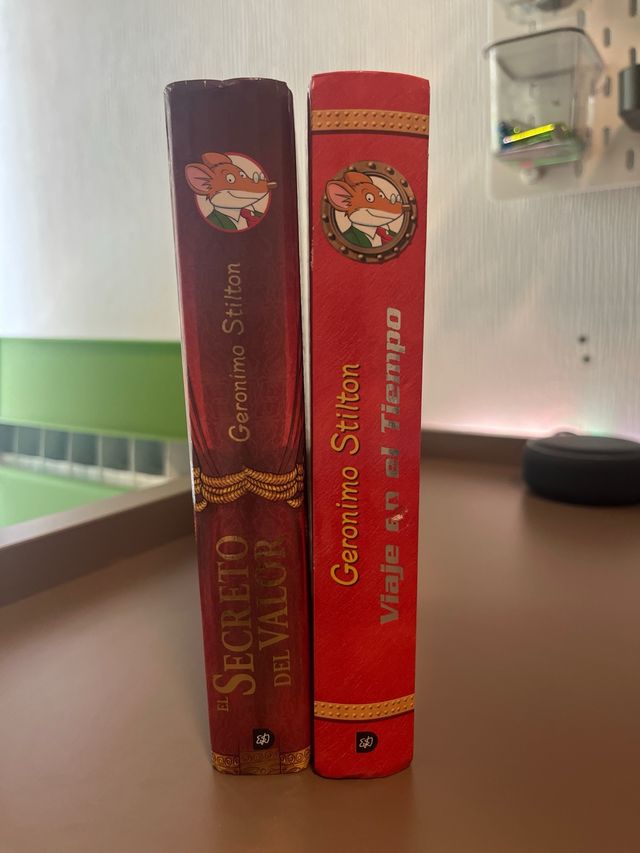 Geronimo Stilton
EL
SECRETO
DEL VALOR
Geronimo Stilton
Viaje en el Tiempo